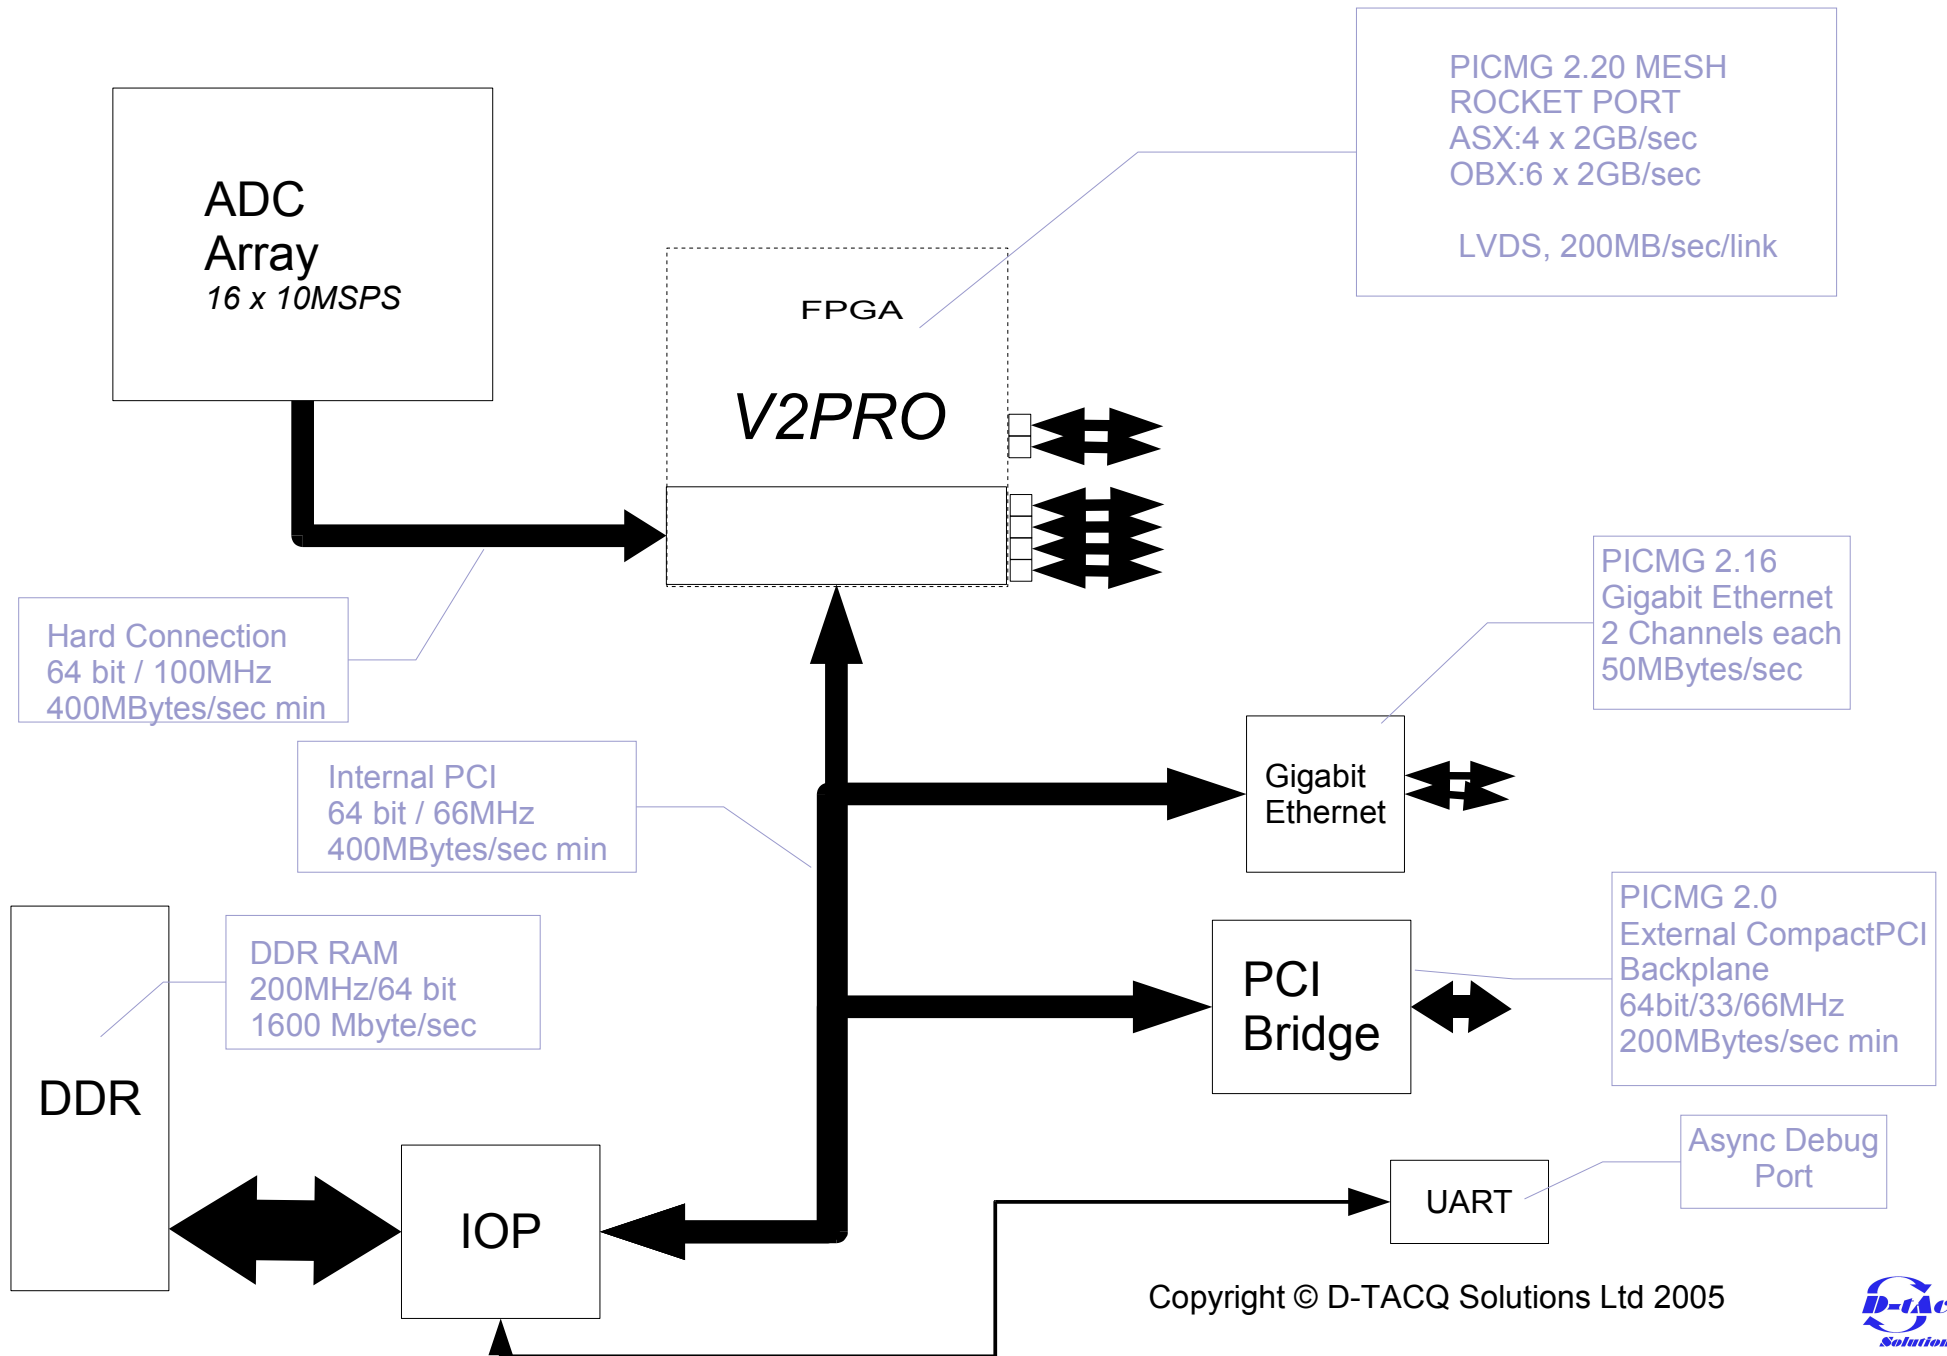 PICMG 2.20 MESH
ROCKET PORT
ASX:4 x 2GB/sec
OBX:6 x 2GB/sec
LVDS, 200MB/sec/link
ADC
Array
16 x 10MSPS
FPGA
V2PRO
Hard Connection
64 bit / 100MHz
400MBytes/sec min
PICMG 2.16
Gigabit Ethernet
2 Channels each
50MBytes/sec
Internal PCI
64 bit / 66MHz
400MBytes/sec min
Gigabit
Ethernet
DDR RAM
200MHz/64 bit
1600 Mbyte/sec
PICMG 2.0
External CompactPCI
Backplane
64bit/33/66MHz
200MBytes/sec min
PCI
Bridge
DDR
IOP
UART
Async Debug
Port
Copyright © D-TACQ Solutions Ltd 2005
D-tAc
Solution